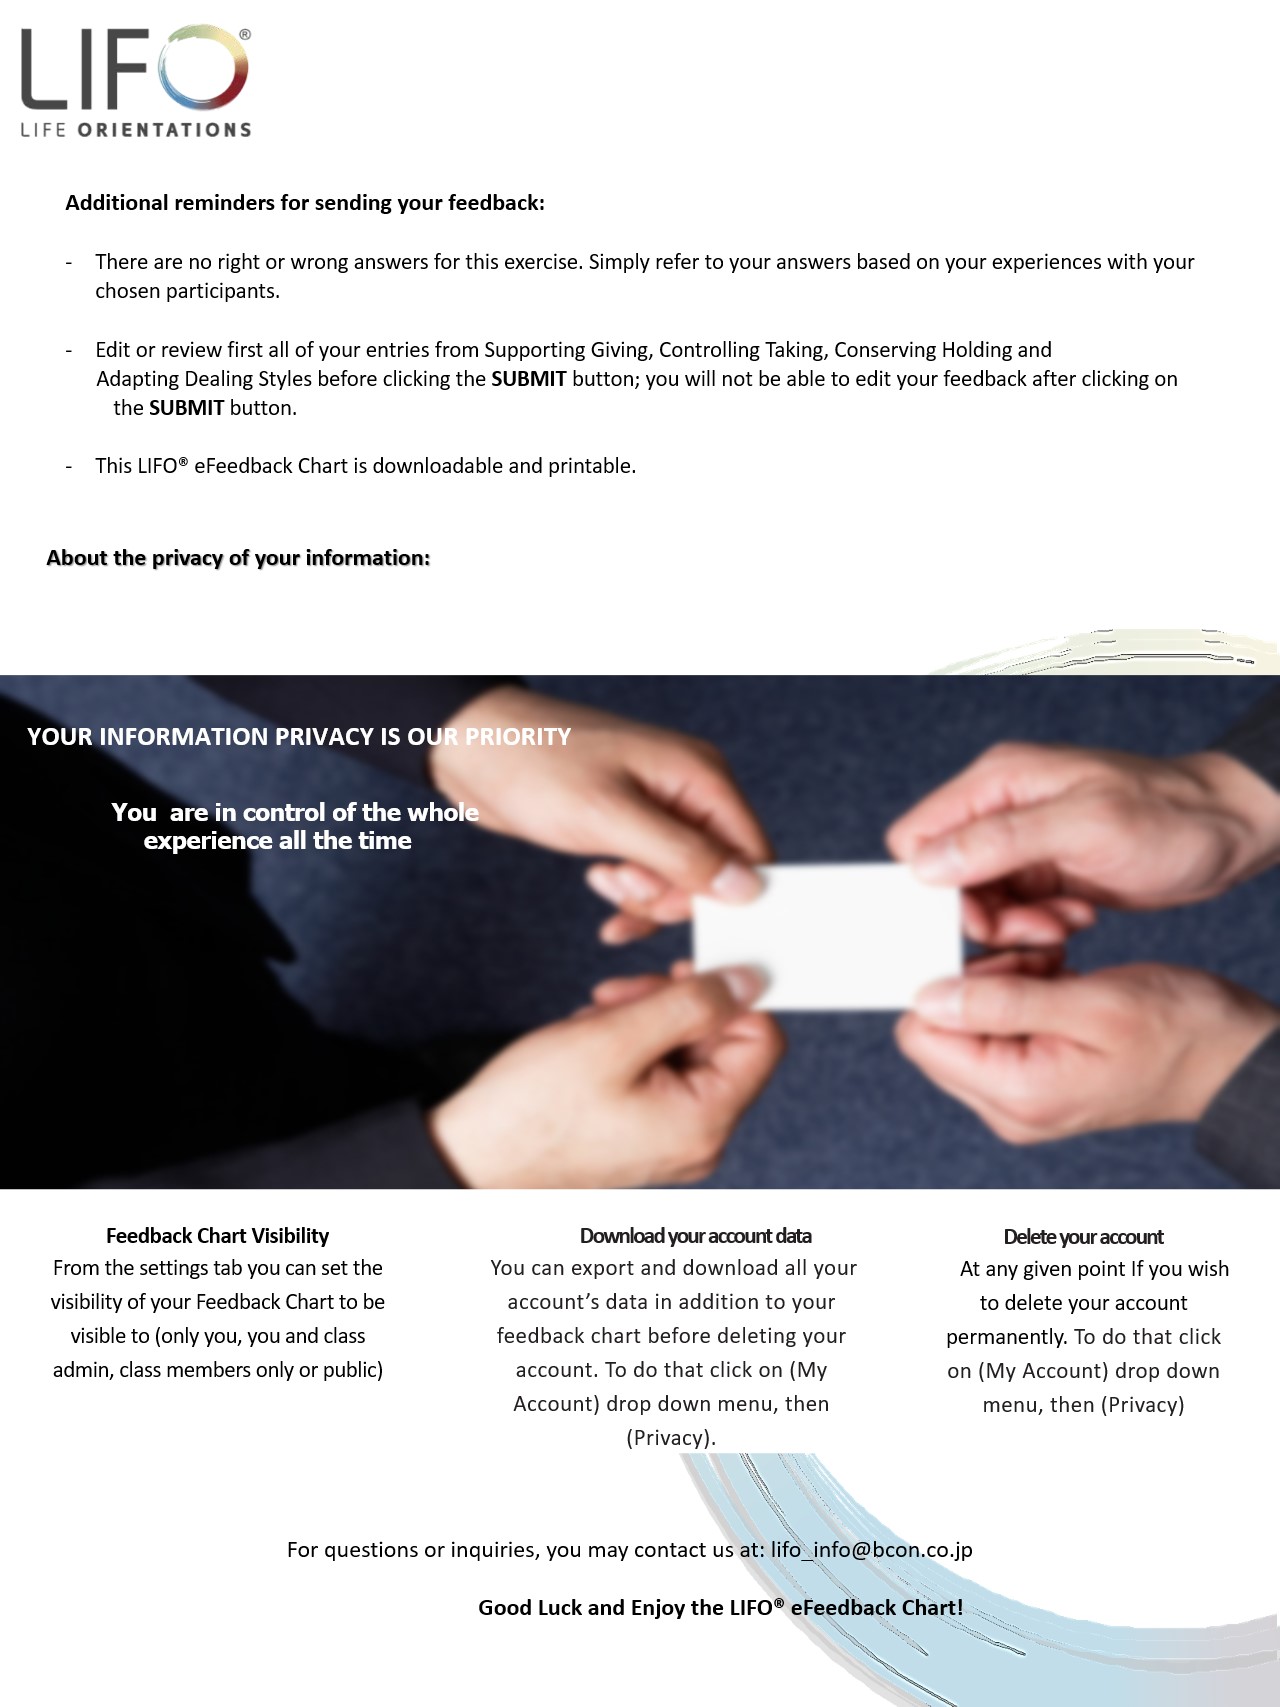 LIFO®
LIFE ORIENTATIONS
Additional reminders for sending your feedback:
- There are no right or wrong answers for this exercise. Simply refer to your answers based on your experiences with your
chosen participants.
- Edit or review first all of your entries from Supporting Giving, Controlling Taking, Conserving Holding and
Adapting Dealing Styles before clicking the SUBMIT button; you will not be able to edit your feedback after clicking on
the SUBMIT button.
- This LIFO® eFeedback Chart is downloadable and printable.
About the privacy of your information:
YOUR INFORMATION PRIVACY IS OUR PRIORITY
You are in control of the whole
experience all the time
Feedback Chart Visibility
From the settings tab you can set the
visibility of your Feedback Chart to be
visible to (only you, you and class
admin, class members only or public)
Download your account data
You can export and download all your
account’s data in addition to your
feedback chart before deleting your
account. To do that click on (My
Account) drop down menu, then
(Privacy).
Delete your account
At any given point If you wish
to delete your account
permanently. To do that click
on (My Account) drop down
menu, then (Privacy)
For questions or inquiries, you may contact us at: lifo_info@bcon.co.jp
Good Luck and Enjoy the LIFO® eFeedback Chart!